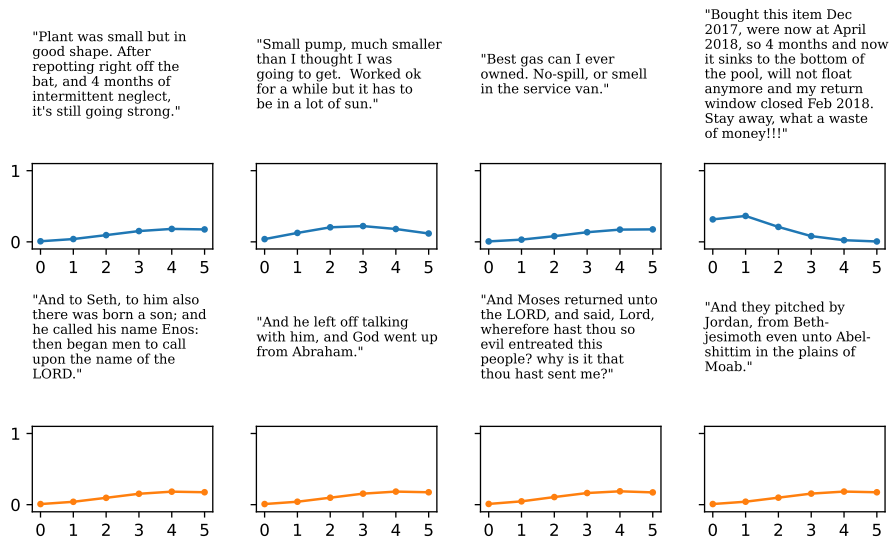 "Plant was small but in
good shape. After
repotting right off the
bat, and 4 months of
intermittent neglect,
it's still going strong."
"Small pump, much smaller
than I thought I was
going to get.  Worked ok
for a while but it has to
be in a lot of sun."
"Best gas can I ever
owned. No-spill, or smell
in the service van."
"Bought this item Dec
2017, were now at April
2018, so 4 months and now
it sinks to the bottom of
the pool, will not float
anymore and my return
window closed Feb 2018.
Stay away, what a waste
of money!!!"
1
0
0 1 2 3 4 5
0 1 2 3 4 5
0 1 2 3 4 5
0 1 2 3 4 5
"And to Seth, to him also
there was born a son; and
he called his name Enos:
then began men to call
upon the name of the
LORD."
"And he left off talking
with him, and God went up
from Abraham."
"And Moses returned unto
the LORD, and said, Lord,
wherefore hast thou so
evil entreated this
people? why is it that
thou hast sent me?"
"And they pitched by
Jordan, from Beth-
jesimoth even unto Abel-
shittim in the plains of
Moab."
1
0
0 1 2 3 4 5
0 1 2 3 4 5
0 1 2 3 4 5
0 1 2 3 4 5